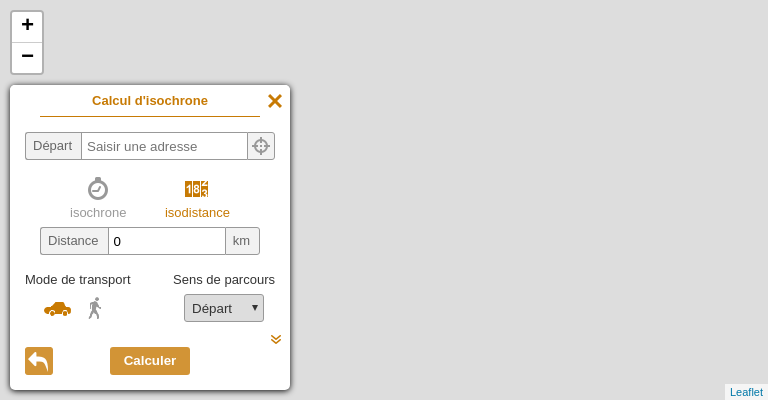 +
−
Calcul d'isochrone
Départ Saisir une adresse
isochrone isodistance
Distance 0 km
Mode de transport Sens de parcours
Départ
Calculer
Leaflet